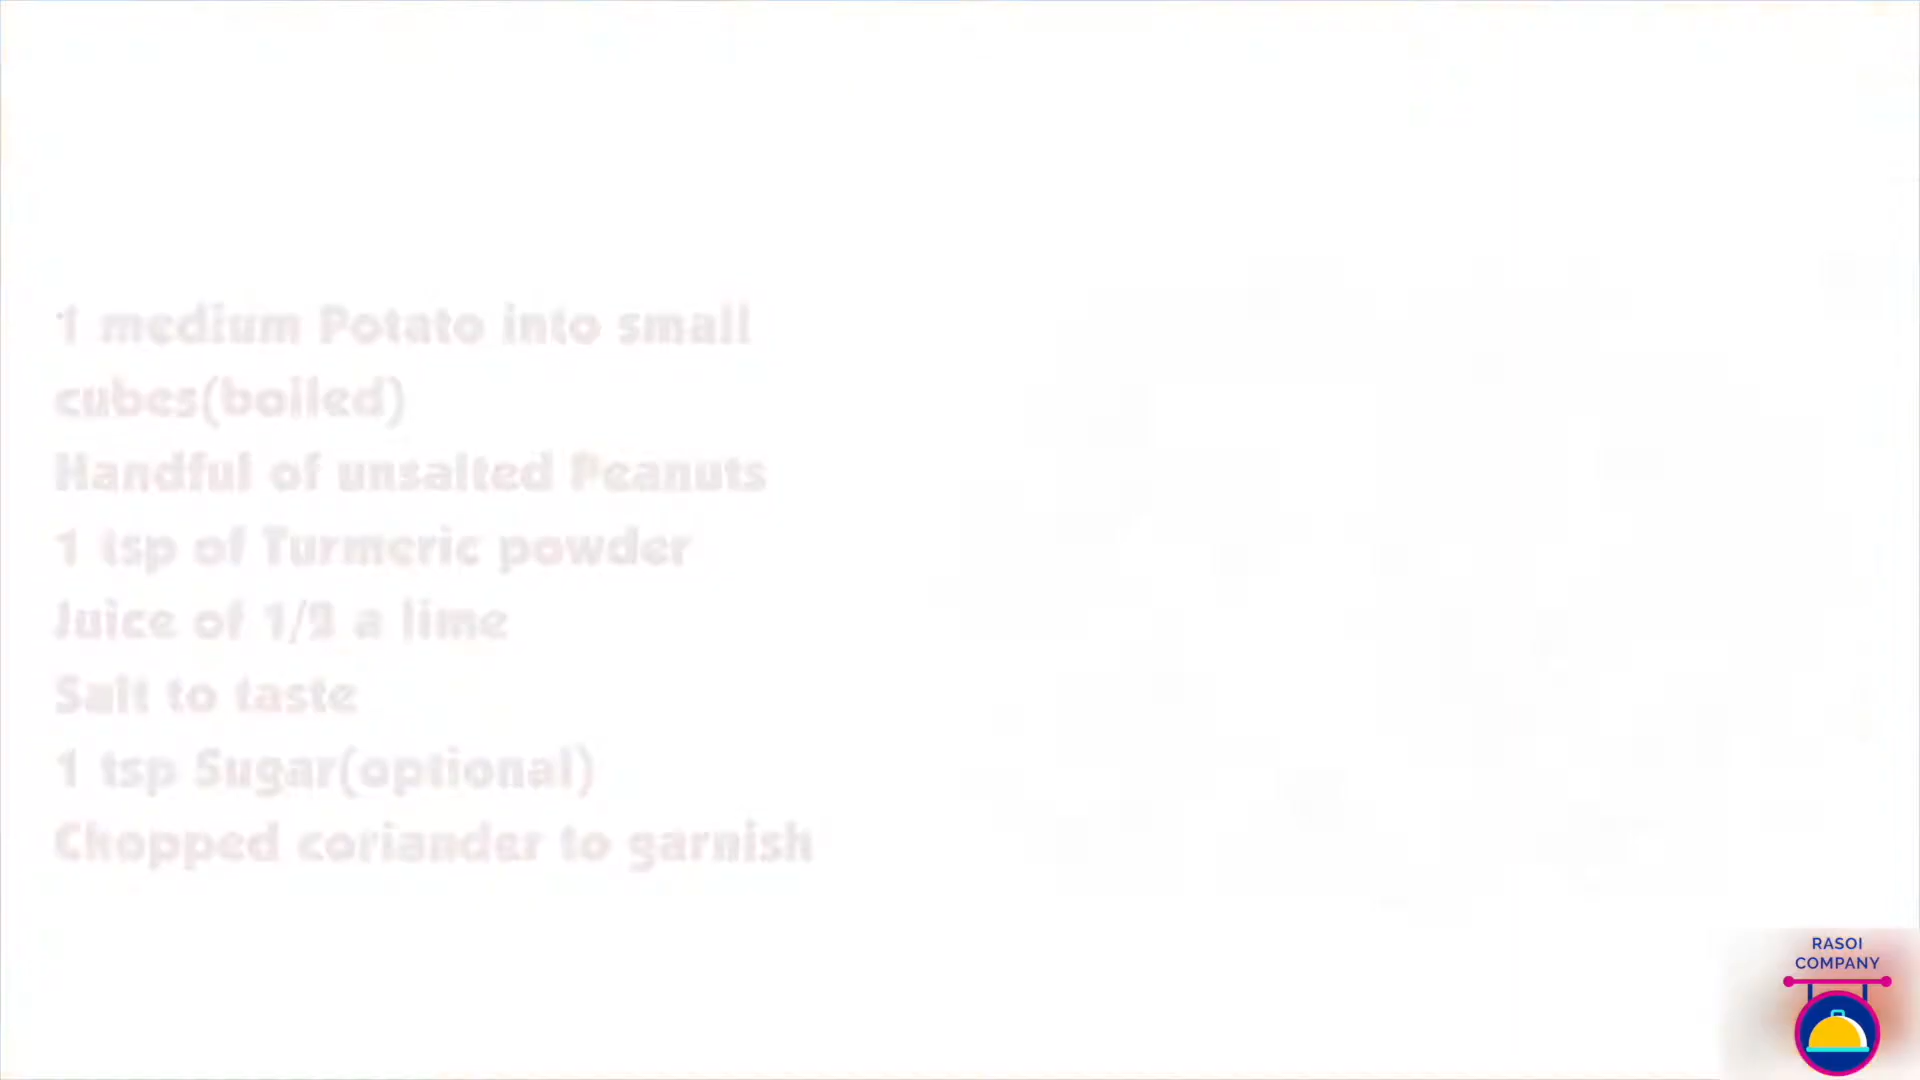 1 medium Potato into small
cubes(boiled)
Handful of unsalted Peanuts
1 tsp of Turmeric powder
Juice of 1/2 a lime
Salt to taste
1 tsp Sugar(optional)
Chopped coriander to garnish
RASOI
COMPANY